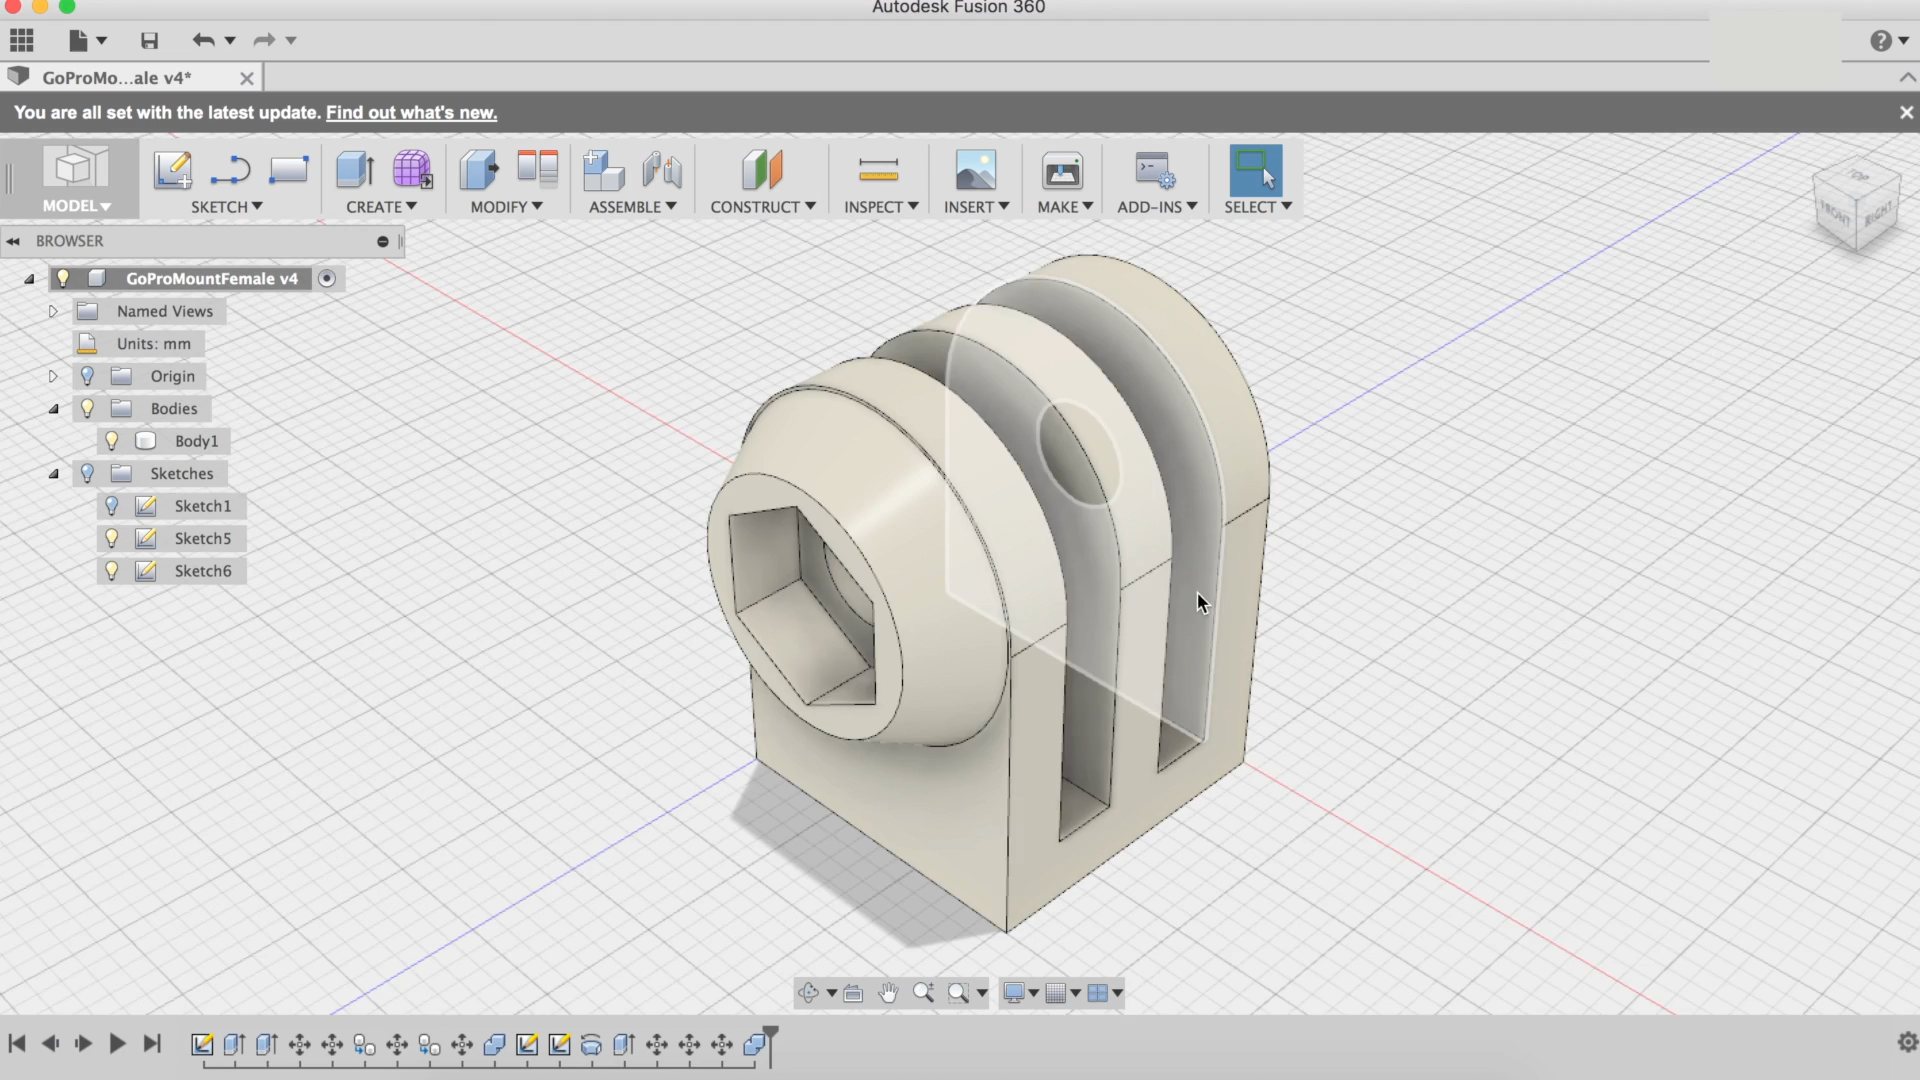 Autodesk Fusion 360
GoProMo...ale v4*
You are all set with the latest update. Find out what's new.
MODEL
SKETCH
CREATE
MODIFY
ASSEMBLE
CONSTRUCT
INSPECT
INSERT
MAKE
ADD-INS
SELECT
FRONT
RIGHT
BROWSER
GoProMountFemale v4
Named Views
Units: mm
Origin
Bodies
Body1
Sketches
Sketch1
Sketch5
Sketch6